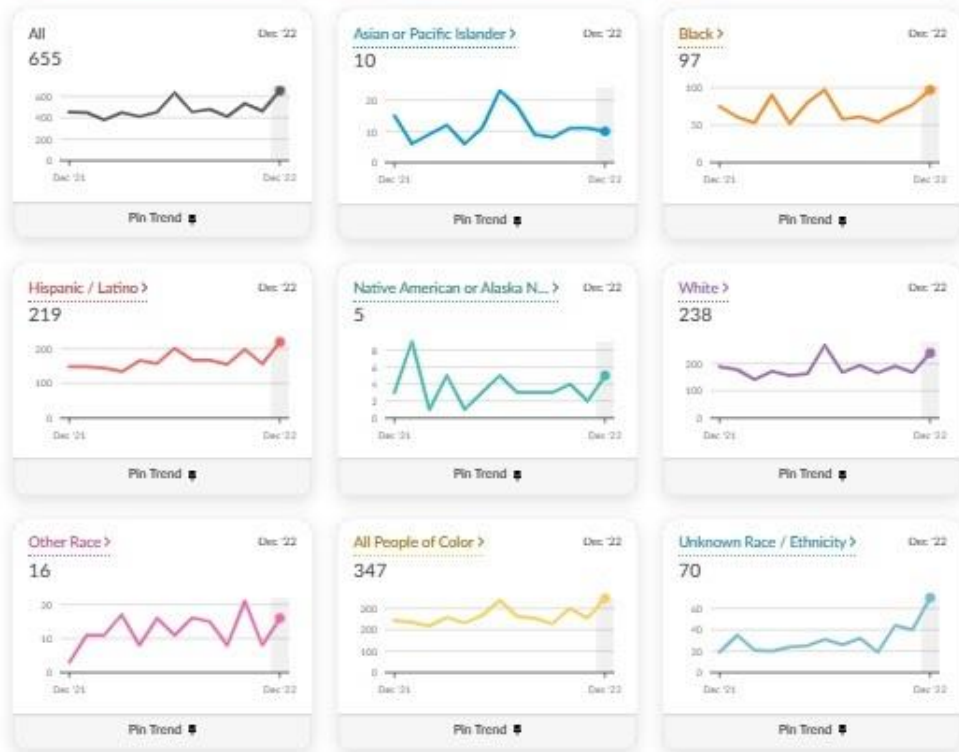 All Dec '22
655
600
400
200
0
Dec '21 Dec '22
Pin Trend
Asian or Pacific Islander > Dec '22
10
20
10
0
Dec '21 Dec '22
Pin Trend
Black > Dec '22
97
100
50
0
Dec '21 Dec '22
Pin Trend
Hispanic / Latino > Dec '22
219
200
100
0
Dec '21 Dec '22
Pin Trend
Native American or Alaska N... > Dec '22
5
8
6
4
2
0
Dec '21 Dec '22
Pin Trend
White > Dec '22
238
200
100
0
Dec '21 Dec '22
Pin Trend
Other Race > Dec '22
16
20
10
0
Dec '21 Dec '22
Pin Trend
All People of Color > Dec '22
347
300
200
100
0
Dec '21 Dec '22
Pin Trend
Unknown Race / Ethnicity > Dec '22
70
60
40
20
0
Dec '21 Dec '22
Pin Trend